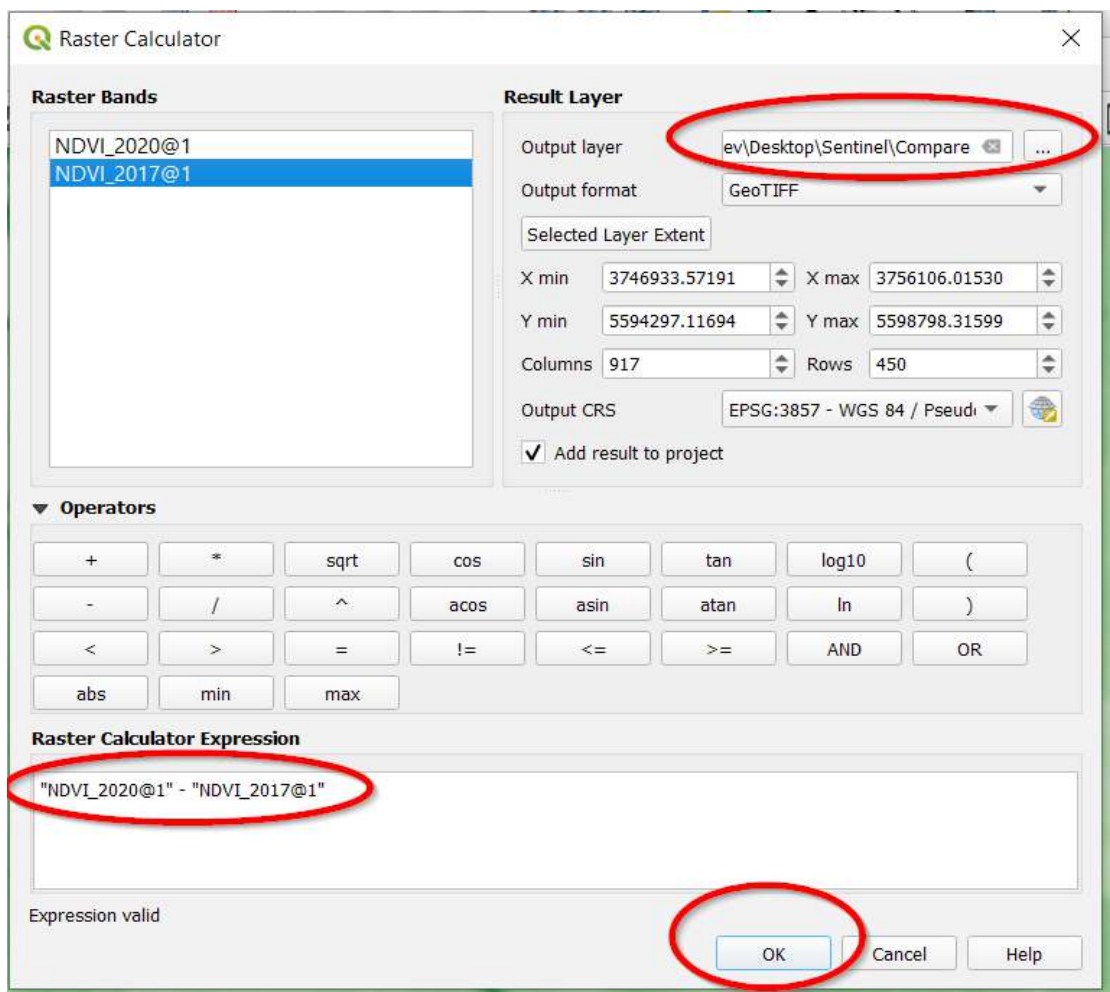 Raster Calculator
Raster Bands
NDVI_2020@1
NDVI_2017@1
Result Layer
Output layer ev\Desktop\Sentinel\Compare ...
Output format GeoTIFF
Selected Layer Extent
X min 3746933.57191 X max 3756106.01530
Y min 5594297.11694 Y max 5598798.31599
Columns 917 Rows 450
Output CRS EPSG:3857 - WGS 84 / Pseud
Add result to project
Operators
+ * sqrt cos sin tan log10 (
- / ^ acos asin atan ln )
< > = != <= >= AND OR
abs min max
Raster Calculator Expression
"NDVI_2020@1" - "NDVI_2017@1"
Expression valid
OK Cancel Help